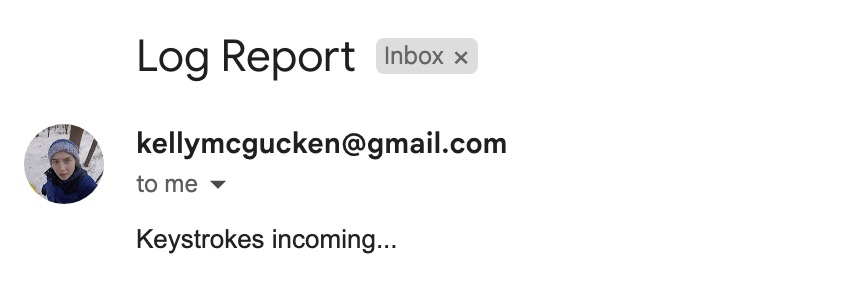 Log Report Inbox ×
kellymcgucken@gmail.com
to me
Keystrokes incoming...